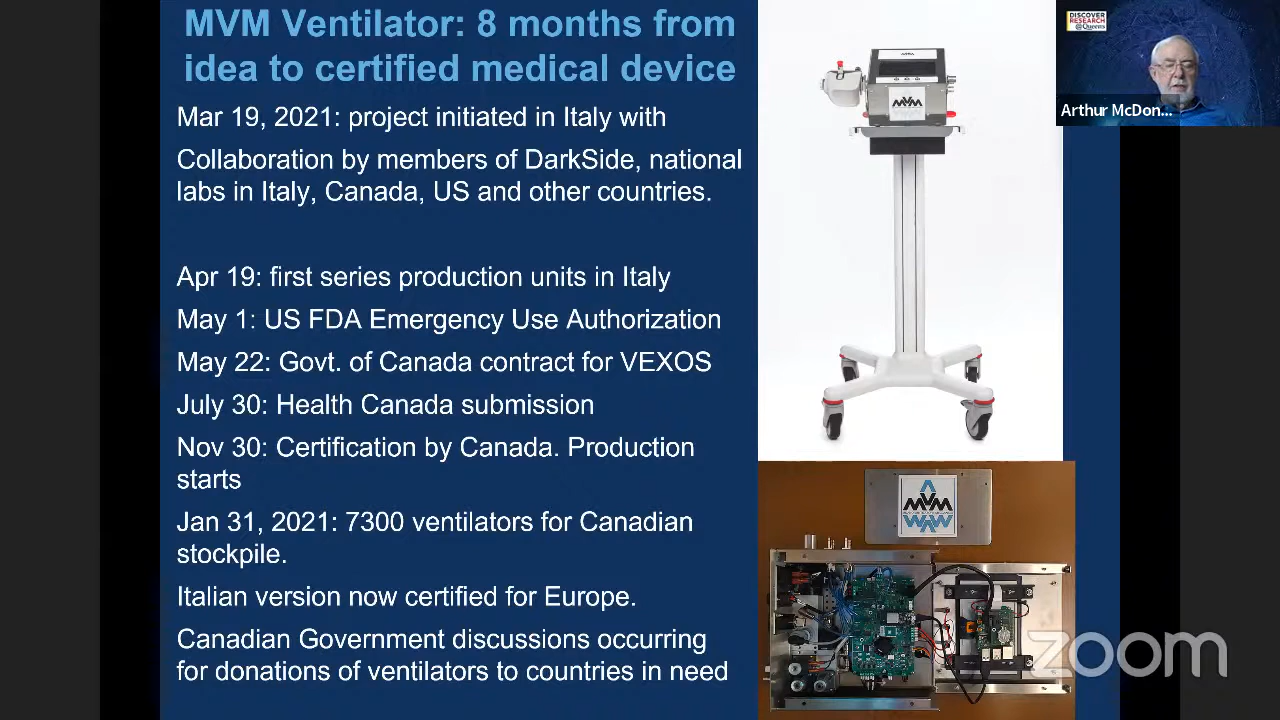 MVM Ventilator: 8 months from
idea to certified medical device
Mar 19, 2021: project initiated in Italy with
Collaboration by members of DarkSide, national
labs in Italy, Canada, US and other countries.
Apr 19: first series production units in Italy
May 1: US FDA Emergency Use Authorization
May 22: Govt. of Canada contract for VEXOS
July 30: Health Canada submission
Nov 30: Certification by Canada. Production
starts
Jan 31, 2021: 7300 ventilators for Canadian
stockpile.
Italian version now certified for Europe.
Canadian Government discussions occurring
for donations of ventilators to countries in need
MVM
MVM
DISCOVER
RESEARCH
@Queens
Arthur McDon...
zoom